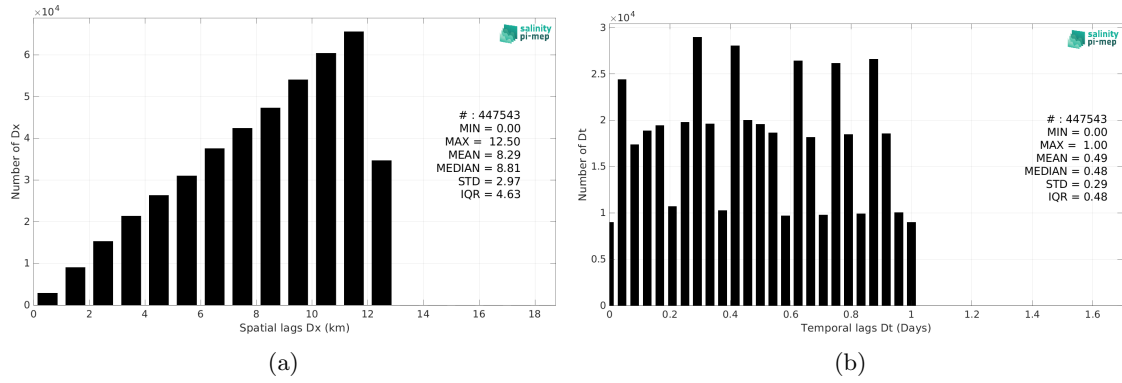 ×10⁴
salinity
pi-mep
6
5
4
3
2
1
0
Number of Dx
# : 447543
MIN = 0.00
MAX = 12.50
MEAN = 8.29
MEDIAN = 8.81
STD = 2.97
IQR = 4.63
0 2 4 6 8 10 12 14 16 18
Spatial lags Dx (km)
(a)
×10⁴
salinity
pi-mep
3
2.5
2
1.5
1
0.5
0
Number of Dt
# : 447543
MIN = 0.00
MAX = 1.00
MEAN = 0.49
MEDIAN = 0.48
STD = 0.29
IQR = 0.48
0 0.2 0.4 0.6 0.8 1 1.2 1.4 1.6
Temporal lags Dt (Days)
(b)